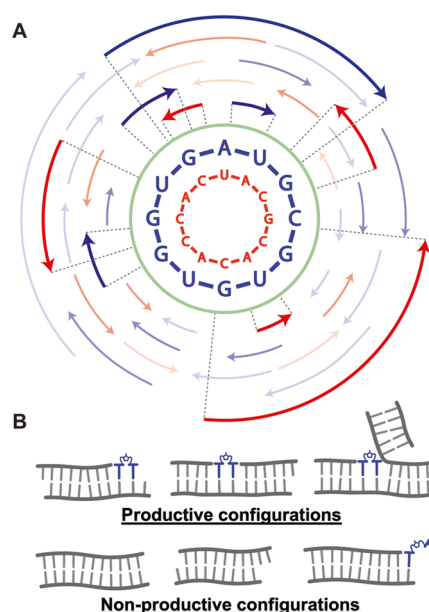 A
A U G C G U G U G G U G
U A C G C A C A C C A C
B
Productive configurations
Non-productive configurations